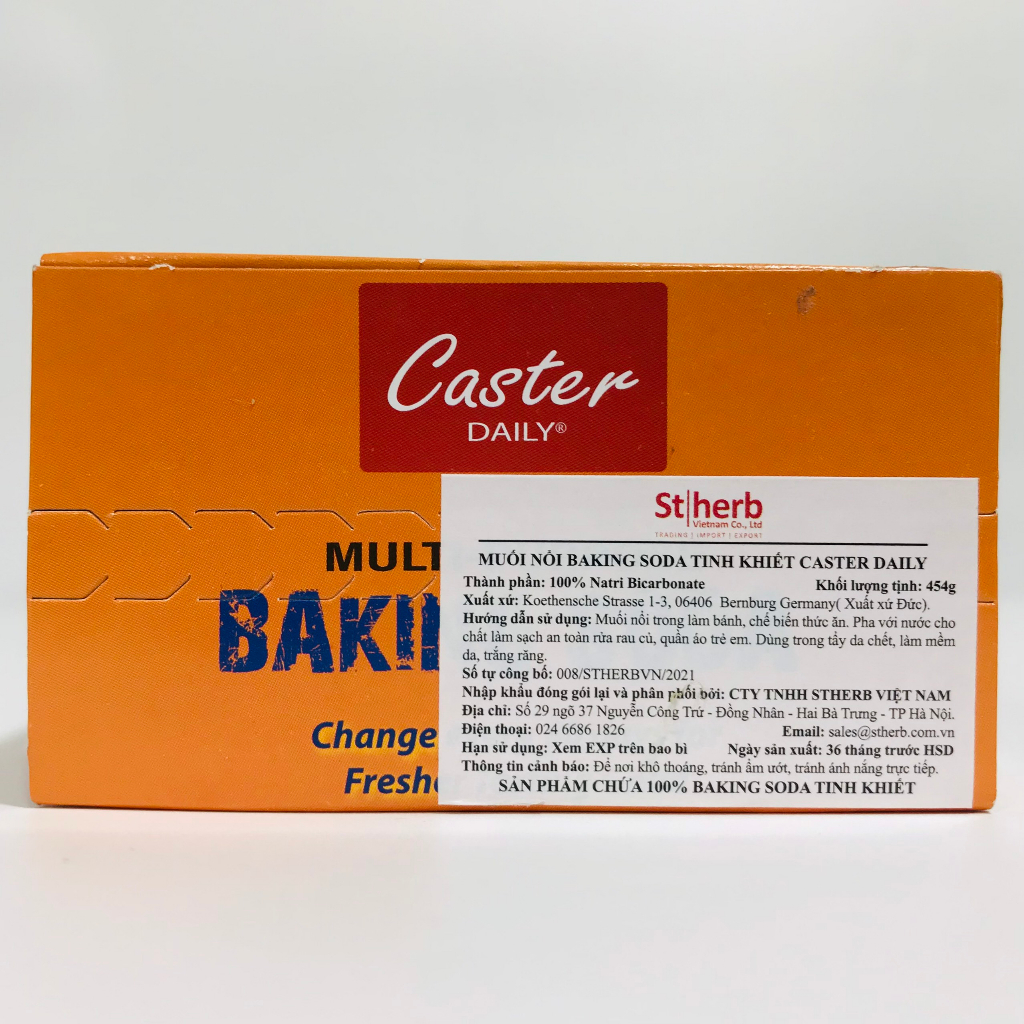 Caster
DAILY®
MULT
BAKIN
Change
Freshe
St|herb
Vietnam Co., Ltd
TRADING | IMPORT | EXPORT
MUỐI NỔI BAKING SODA TINH KHIẾT CASTER DAILY
Thành phần: 100% Natri Bicarbonate Khối lượng tịnh: 454g
Xuất xứ: Koethensche Strasse 1-3, 06406 Bernburg Germany( Xuất xứ Đức).
Hướng dẫn sử dụng: Muối nổi trong làm bánh, chế biến thức ăn. Pha với nước cho
chất làm sạch an toàn rửa rau củ, quần áo trẻ em. Dùng trong tẩy da chết, làm mềm
da, trắng răng.
Số tự công bố: 008/STHERBVN/2021
Nhập khẩu đóng gói lại và phân phối bởi: CTY TNHH STHERB VIỆT NAM
Địa chỉ: Số 29 ngõ 37 Nguyễn Công Trứ - Đồng Nhân - Hai Bà Trưng - TP Hà Nội.
Điện thoại: 024 6686 1826 Email: sales@stherb.com.vn
Hạn sử dụng: Xem EXP trên bao bì Ngày sản xuất: 36 tháng trước HSD
Thông tin cảnh báo: Để nơi khô thoáng, tránh ẩm ướt, tránh ánh nắng trực tiếp.
SẢN PHẨM CHỨA 100% BAKING SODA TINH KHIẾT